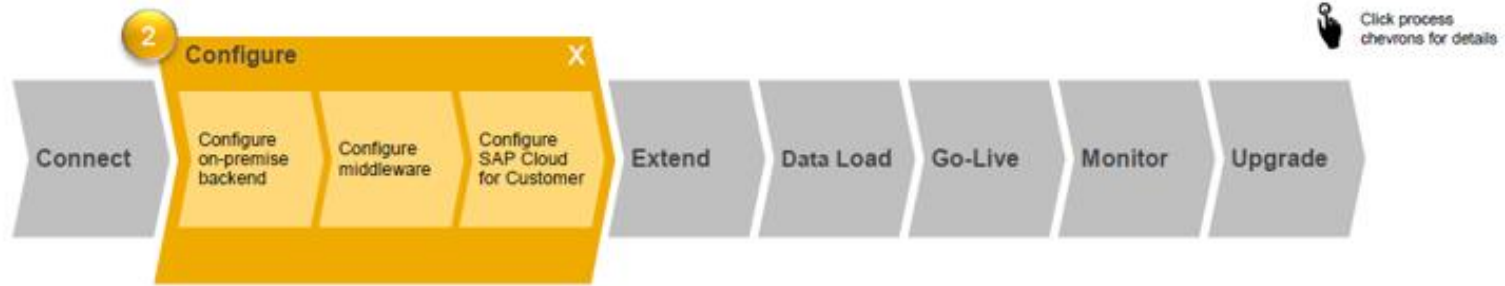 Click process
chevrons for details
2
Configure
X
Connect
Configure
on-premise
backend
Configure
middleware
Configure
SAP Cloud
for Customer
Extend
Data Load
Go-Live
Monitor
Upgrade